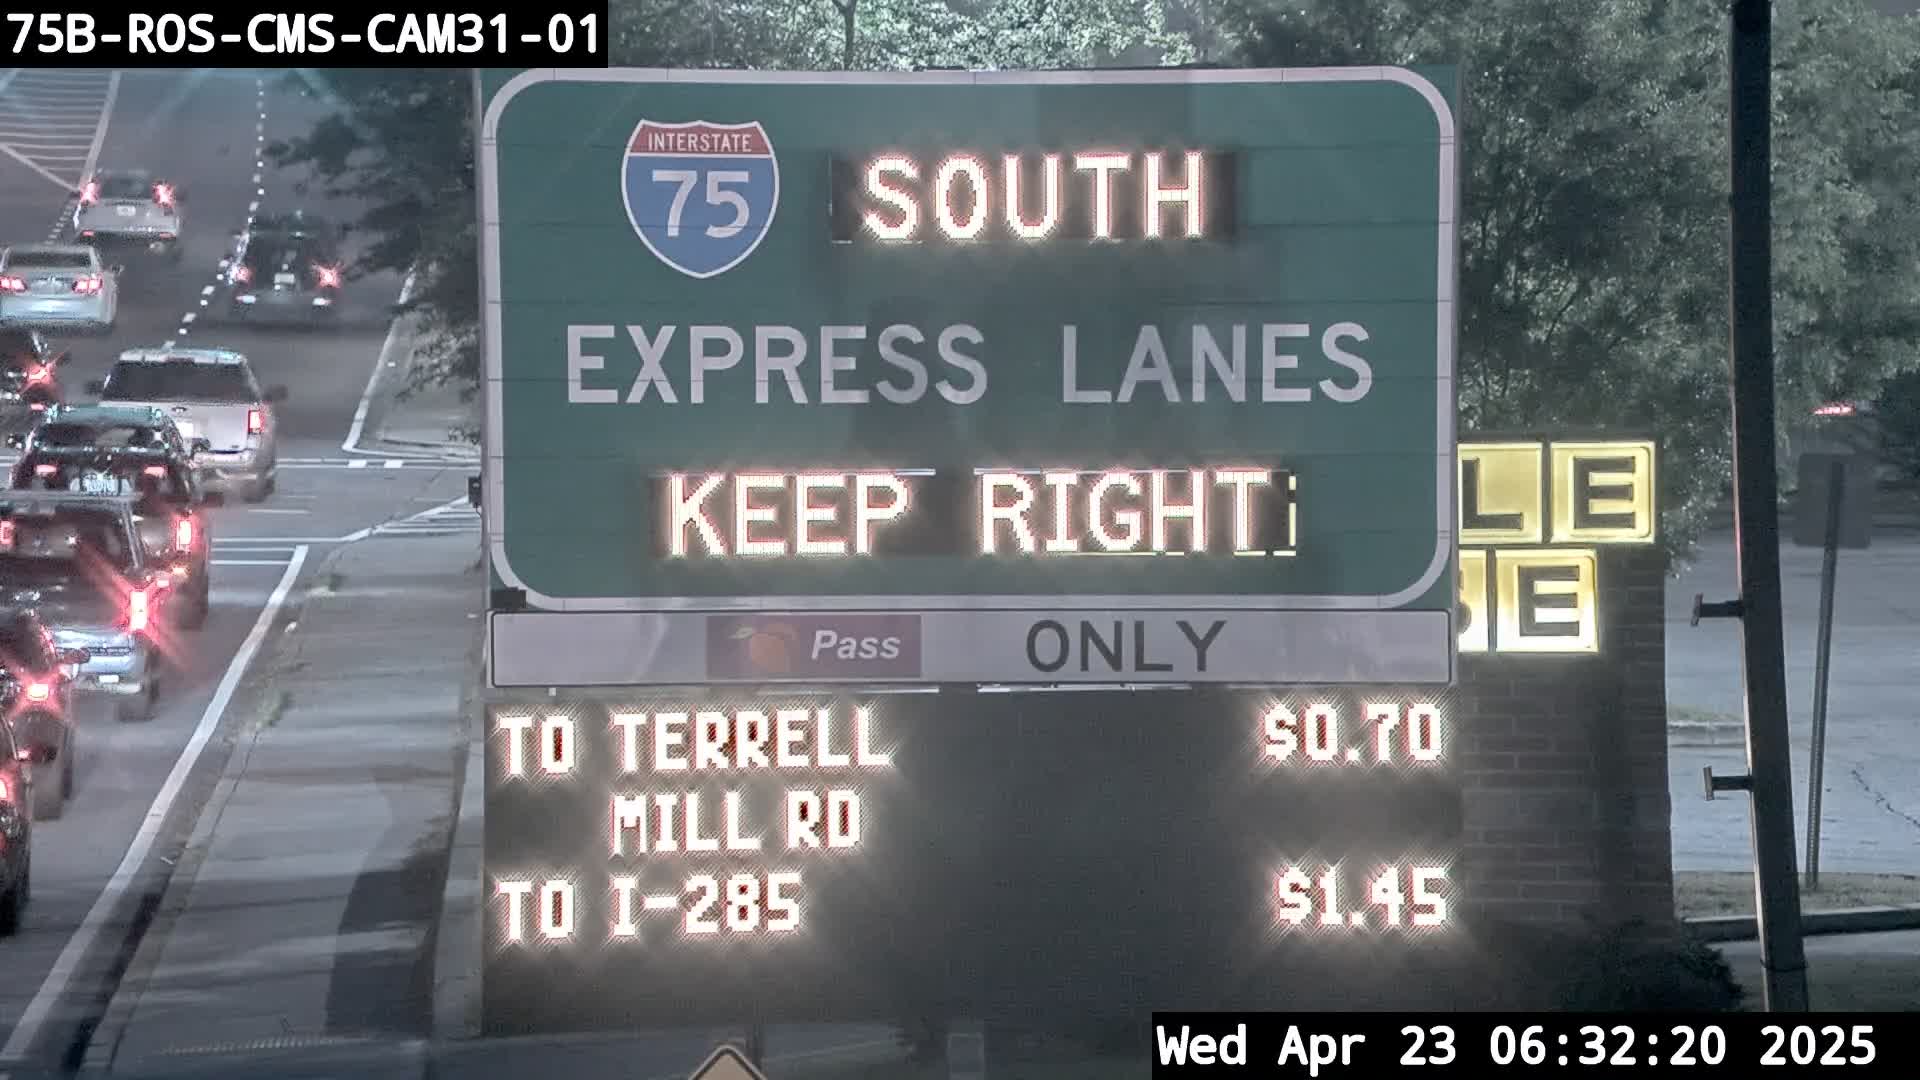 75B-ROS-CMS-CAM31-01
INTERSTATE
75
SOUTH
EXPRESS LANES
KEEP RIGHT
Pass ONLY
TO TERRELL $0.70
MILL RD
TO I-285 $1.45
LE
E
Wed Apr 23 06:32:20 2025